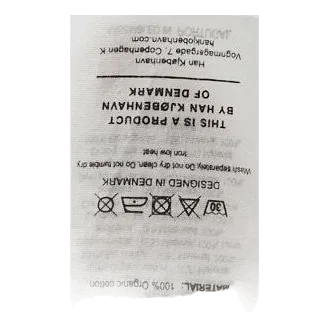 MATERIAL: 100% Organic cotton
30
DESIGNED IN DENMARK
Wash separately, Do not clean, Do not tumble dry
Iron low heat
THIS IS A PRODUCT
BY HAN KJØBENHAVN
OF DENMARK
Han Kjøbenhavn
Vognmagergade 7, Copenhagen K
hankjobenhavn.com